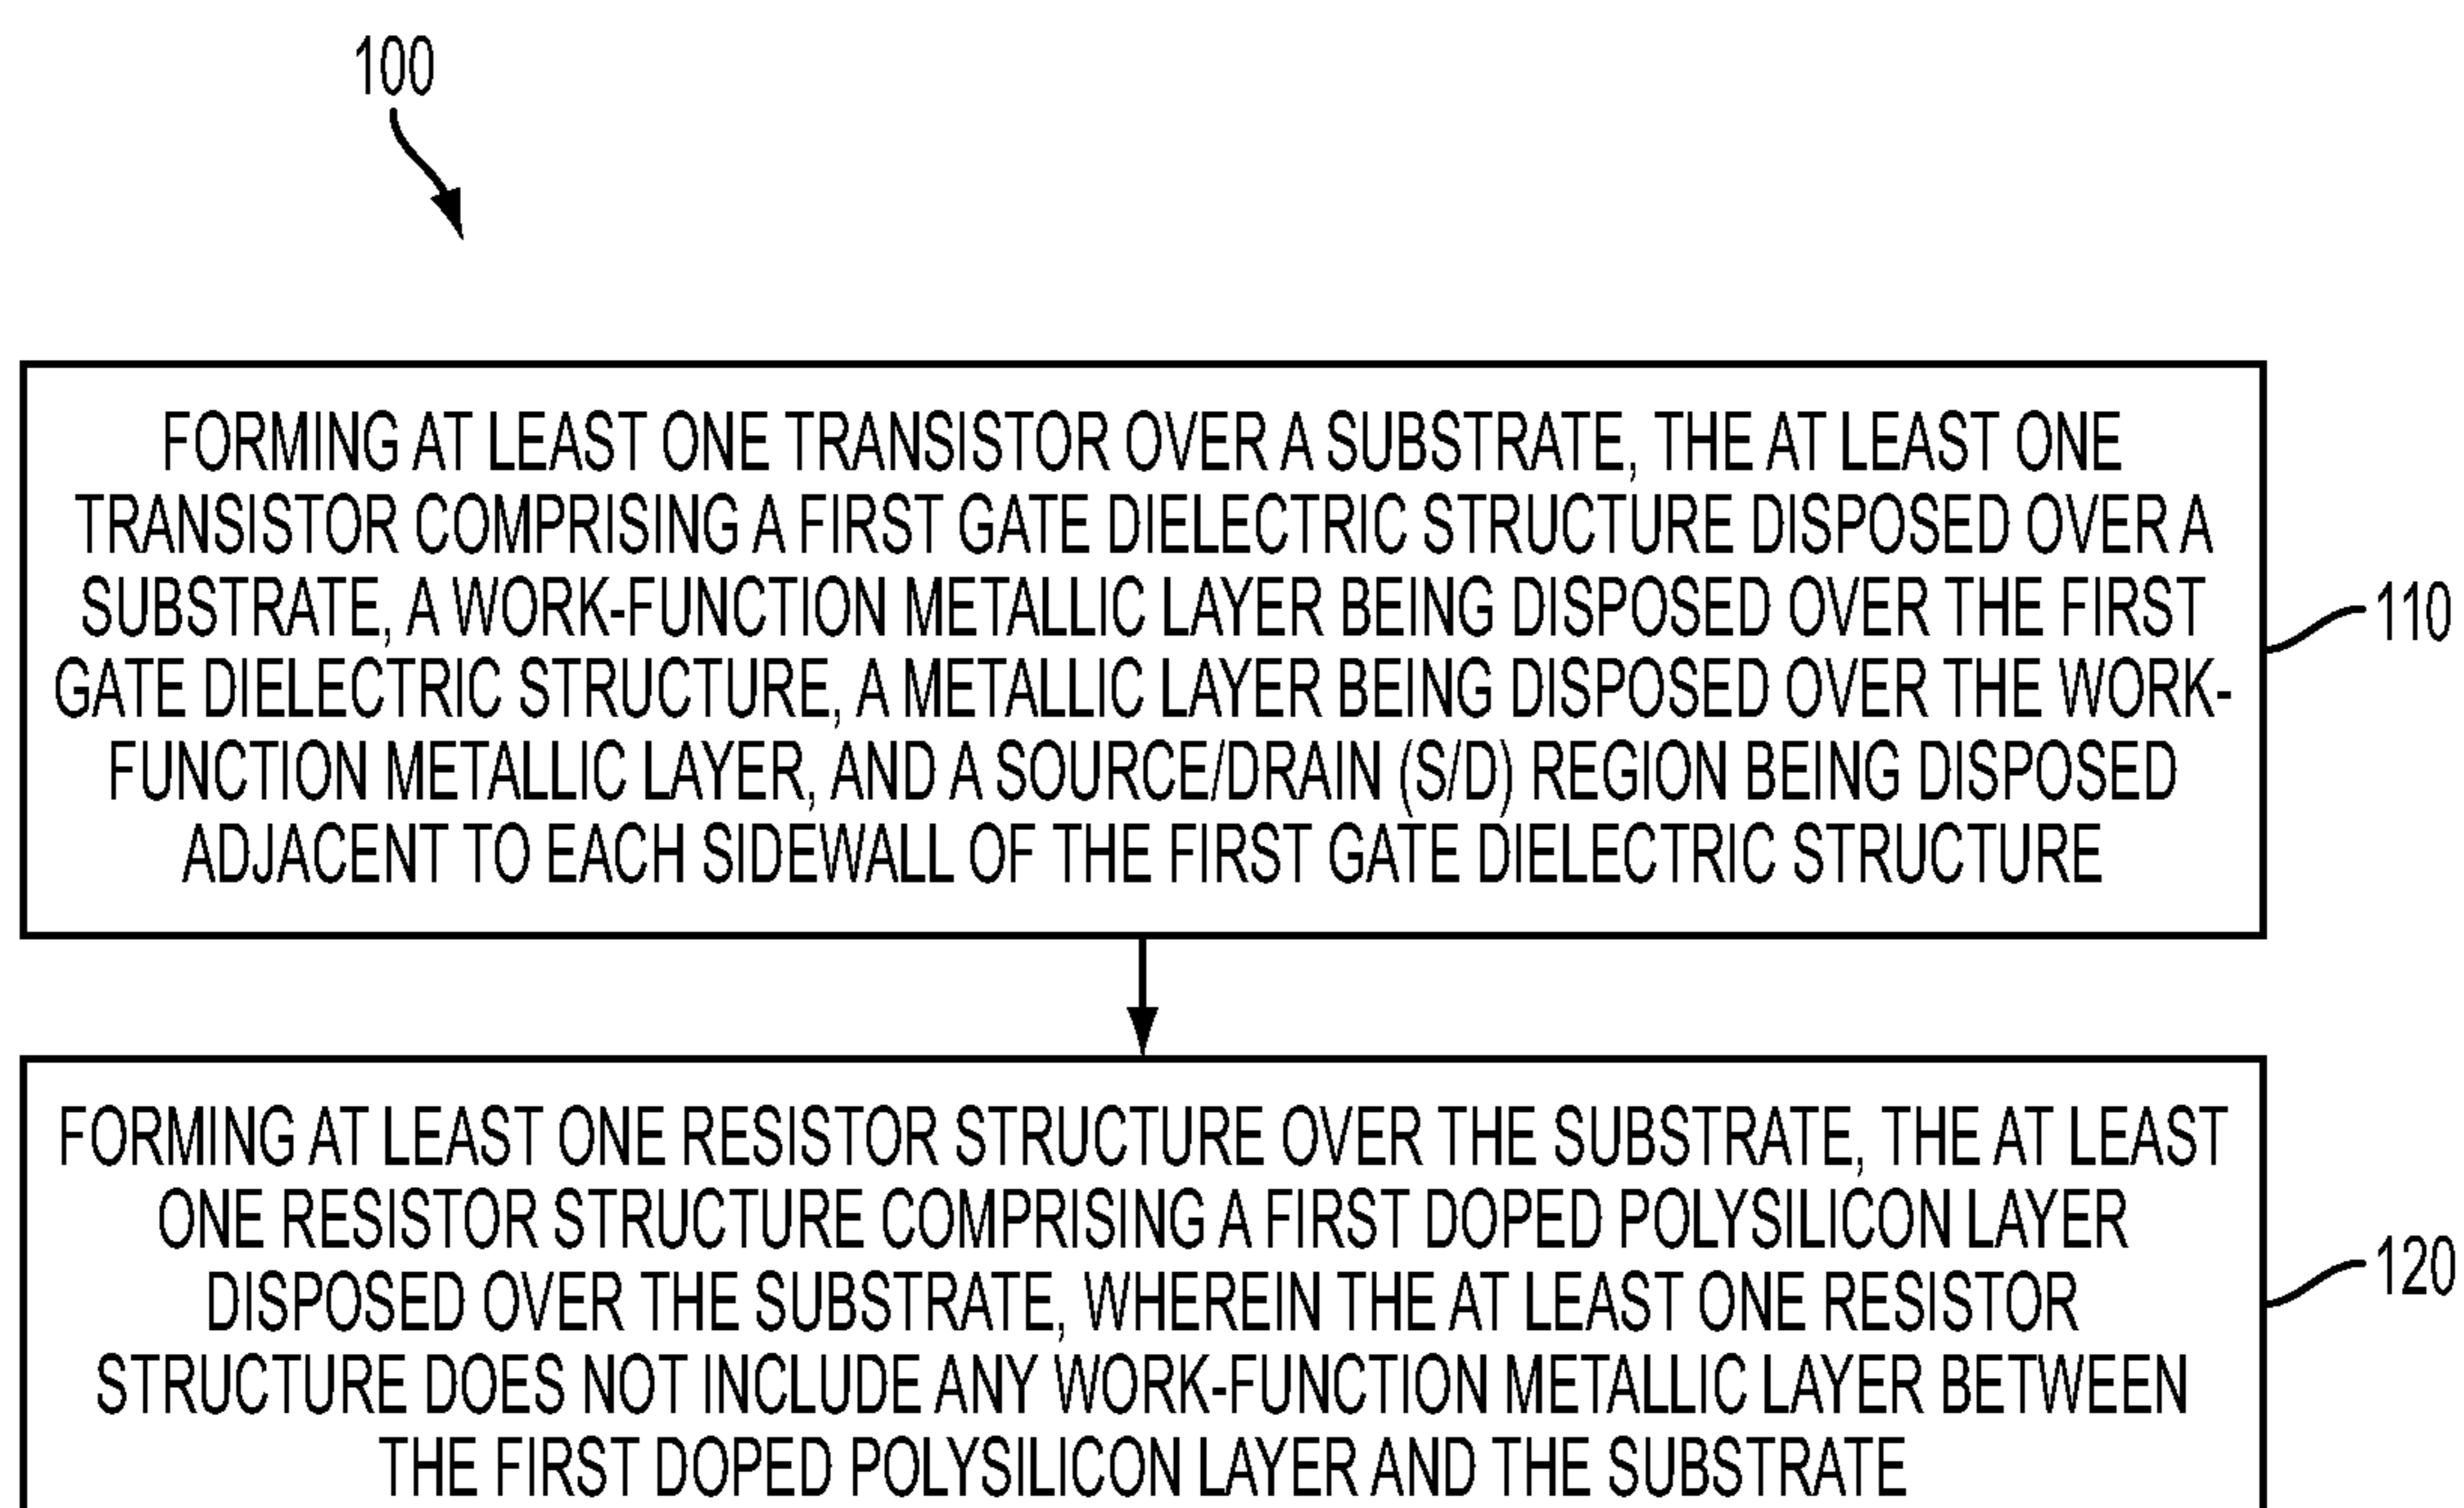 100
FORMING AT LEAST ONE TRANSISTOR OVER A SUBSTRATE, THE AT LEAST ONE
TRANSISTOR COMPRISING A FIRST GATE DIELECTRIC STRUCTURE DISPOSED OVER A
SUBSTRATE, A WORK-FUNCTION METALLIC LAYER BEING DISPOSED OVER THE FIRST
GATE DIELECTRIC STRUCTURE, A METALLIC LAYER BEING DISPOSED OVER THE WORK-
FUNCTION METALLIC LAYER, AND A SOURCE/DRAIN (S/D) REGION BEING DISPOSED
ADJACENT TO EACH SIDEWALL OF THE FIRST GATE DIELECTRIC STRUCTURE
110
FORMING AT LEAST ONE RESISTOR STRUCTURE OVER THE SUBSTRATE, THE AT LEAST
ONE RESISTOR STRUCTURE COMPRISING A FIRST DOPED POLYSILICON LAYER
DISPOSED OVER THE SUBSTRATE, WHEREIN THE AT LEAST ONE RESISTOR
STRUCTURE DOES NOT INCLUDE ANY WORK-FUNCTION METALLIC LAYER BETWEEN
THE FIRST DOPED POLYSILICON LAYER AND THE SUBSTRATE
120